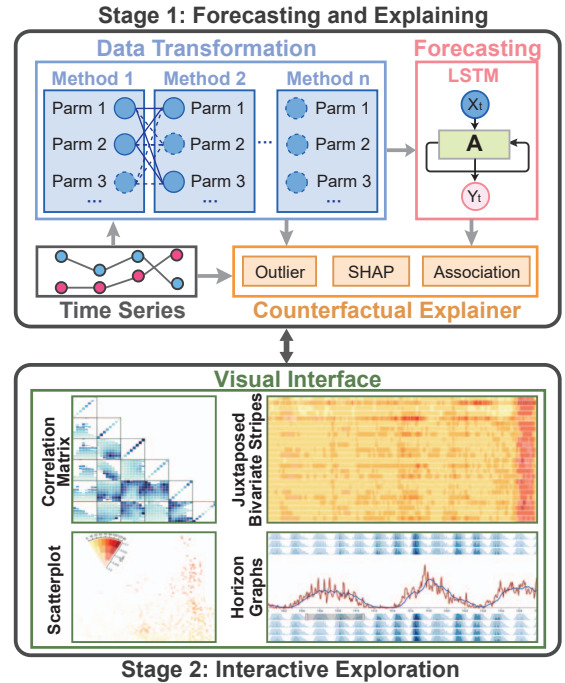 Stage 1: Forecasting and Explaining
Data Transformation
Forecasting
Method 1
Method 2
Method n
LSTM
Parm 1
Parm 1
Parm 1
Xt
Parm 2
Parm 2
...
Parm 2
A
Parm 3
Parm 3
Parm 3
...
...
...
Yt
Outlier
SHAP
Association
Time Series
Counterfactual Explainer
Visual Interface
Correlation
Matrix
Juxtaposed
Bivariate Stripes
Scatterplot
Horizon
Graphs
Stage 2: Interactive Exploration